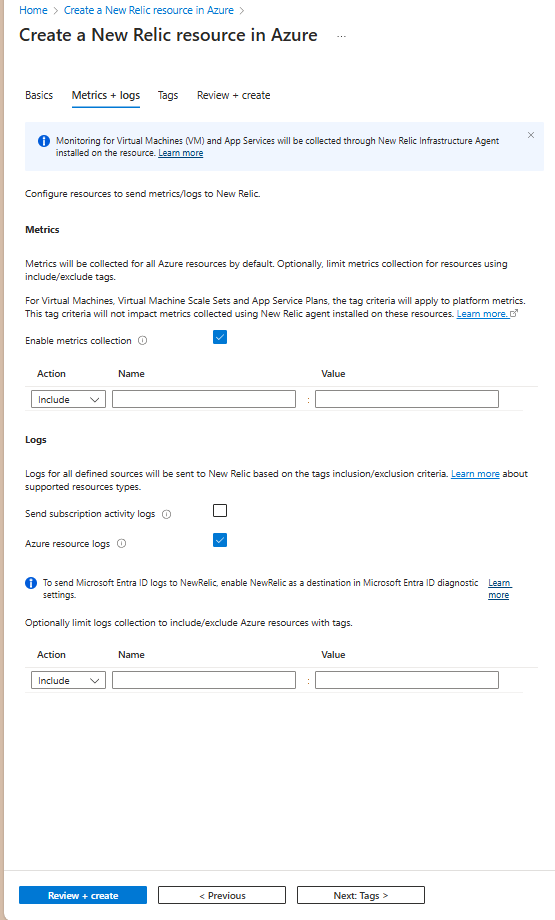 Home > Create a New Relic resource in Azure >
Create a New Relic resource in Azure ...
Basics Metrics + logs Tags Review + create
Monitoring for Virtual Machines (VM) and App Services will be collected through New Relic Infrastructure Agent
installed on the resource. Learn more
Configure resources to send metrics/logs to New Relic.
Metrics
Metrics will be collected for all Azure resources by default. Optionally, limit metrics collection for resources using
include/exclude tags.
For Virtual Machines, Virtual Machine Scale Sets and App Service Plans, the tag criteria will apply to platform metrics.
This tag criteria will not impact metrics collected using New Relic agent installed on these resources. Learn more.
Enable metrics collection
Action Name Value
Include :
Logs
Logs for all defined sources will be sent to New Relic based on the tags inclusion/exclusion criteria. Learn more about
supported resources types.
Send subscription activity logs
Azure resource logs
To send Microsoft Entra ID logs to NewRelic, enable NewRelic as a destination in Microsoft Entra ID diagnostic Learn
settings. more
Optionally limit logs collection to include/exclude Azure resources with tags.
Action Name Value
Include :
Review + create < Previous Next: Tags >